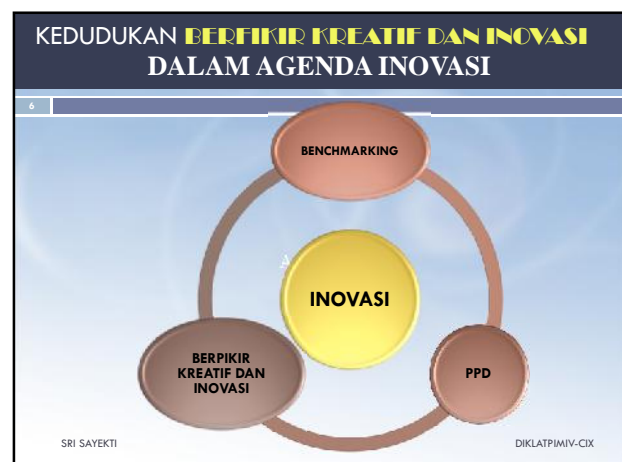 KEDUDUKAN BERFIKIR KREATIF DAN INOVASI
DALAM AGENDA INOVASI
6
BENCHMARKING
A
INOVASI
BERPIKIR
KREATIF DAN
INOVASI
PPD
SRI SAYEKTI
DIKLATPIMIV-CIX